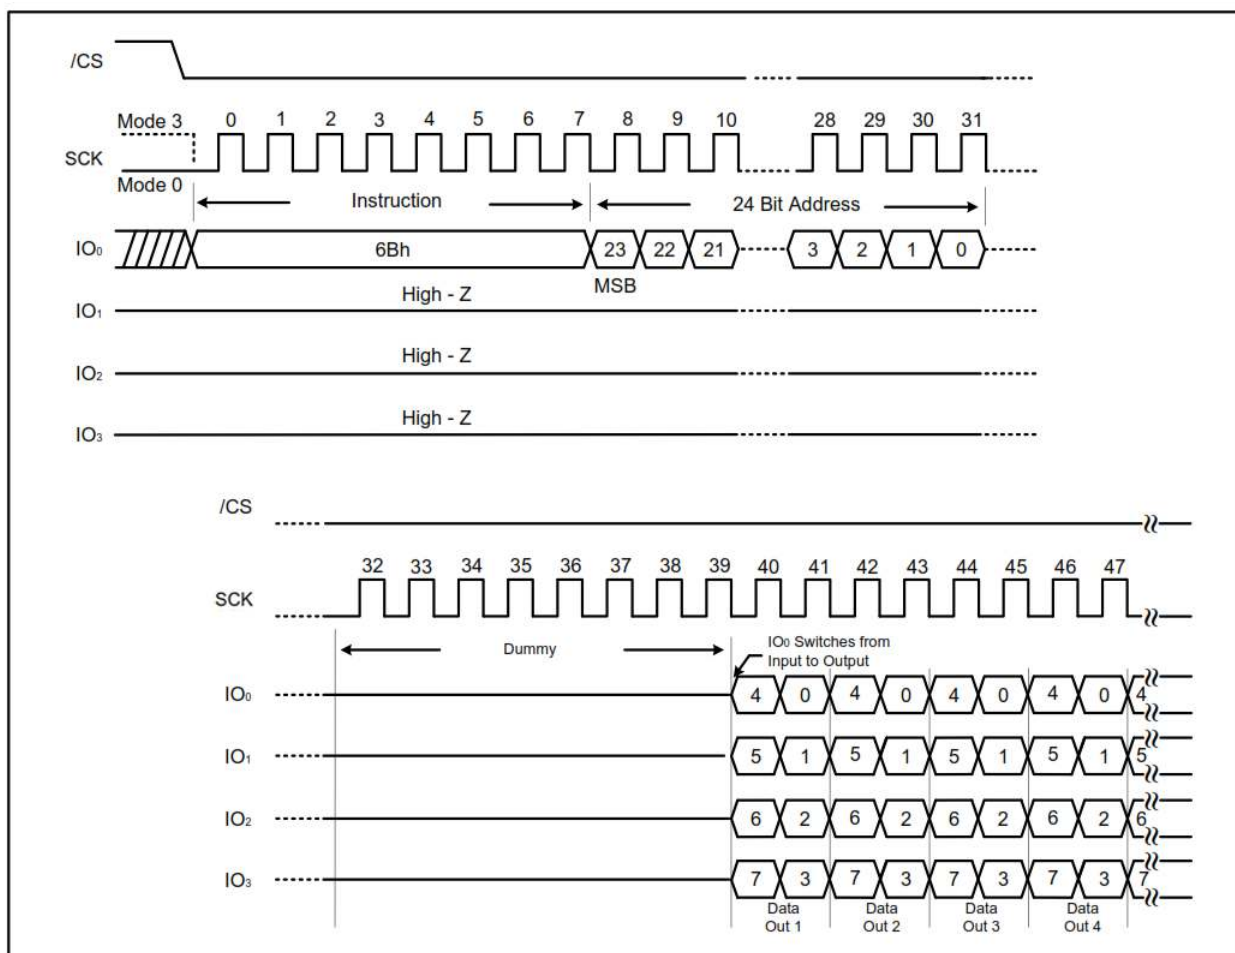 /CS
Mode 3 0 1 2 3 4 5 6 7 8 9 10 28 29 30 31
SCK
Mode 0
Instruction 24 Bit Address
IO0 6Bh 23 22 21 3 2 1 0
MSB
High - Z
IO1
High - Z
IO2
High - Z
IO3
/CS
32 33 34 35 36 37 38 39 40 41 42 43 44 45 46 47
SCK
Dummy
IO0 Switches from
Input to Output
IO0 4 0 4 0 4 0 4 0 4
IO1 5 1 5 1 5 1 5 1 5
IO2 6 2 6 2 6 2 6 2 6
IO3 7 3 7 3 7 3 7 3 7
Data Data Data Data
Out 1 Out 2 Out 3 Out 4